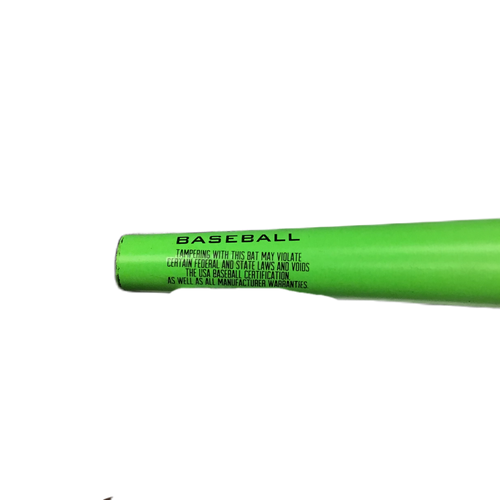 BASEBALL
TAMPERING WITH THIS BAT MAY VIOLATE
CERTAIN FEDERAL AND STATE LAWS AND VOIDS
THE USA BASEBALL CERTIFICATION.
AS WELL AS ALL MANUFACTURER WARRANTIES